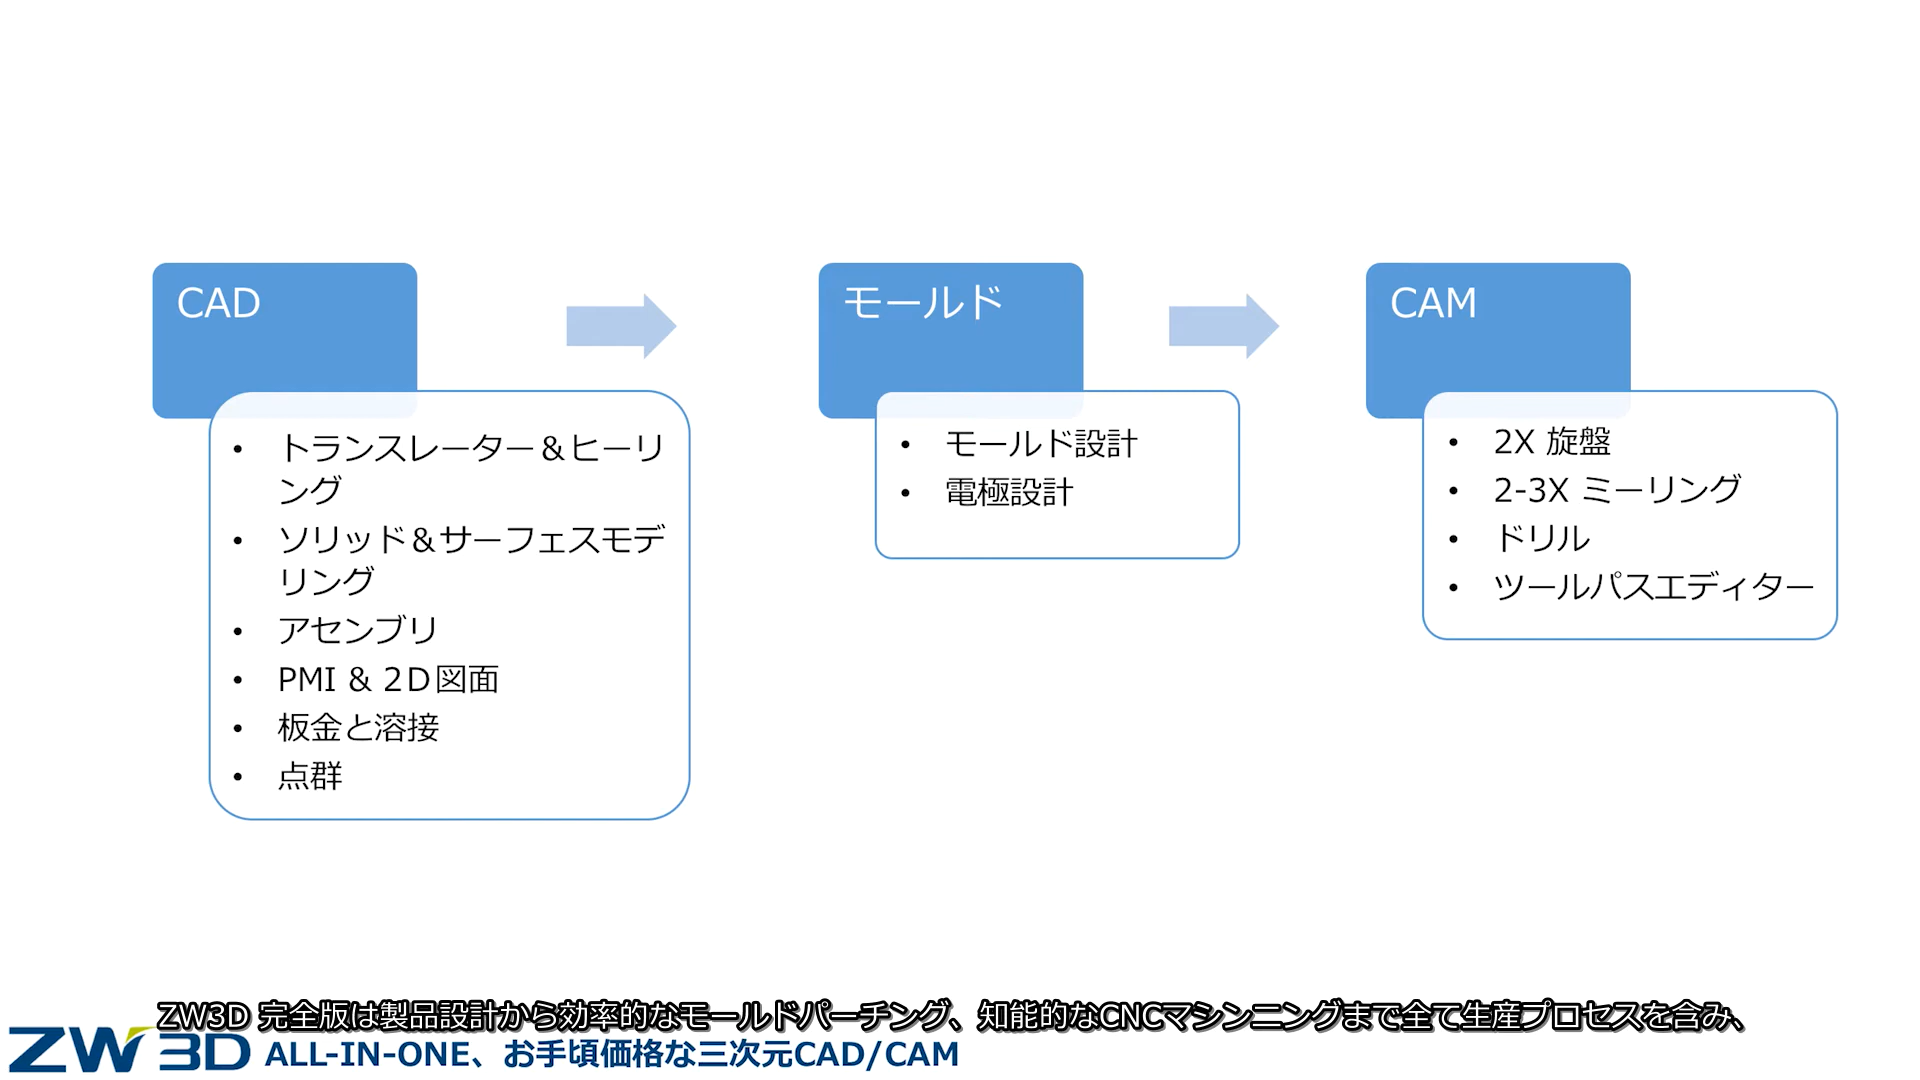 CAD
• トランスレーター＆ヒーリ
ング
• ソリッド＆サーフェスモデ
リング
• アセンブリ
• PMI & 2Ｄ図面
• 板金と溶接
• 点群
モールド
• モールド設計
• 電極設計
CAM
• 2X 旋盤
• 2-3X ミーリング
• ドリル
• ツールパスエディター
ZW3D 完全版は製品設計から効率的なモールドパーチング、知能的なCNCマシンニングまで全て生産プロセスを含み、
ZW3D ALL-IN-ONE、お手頃価格な三次元CAD/CAM